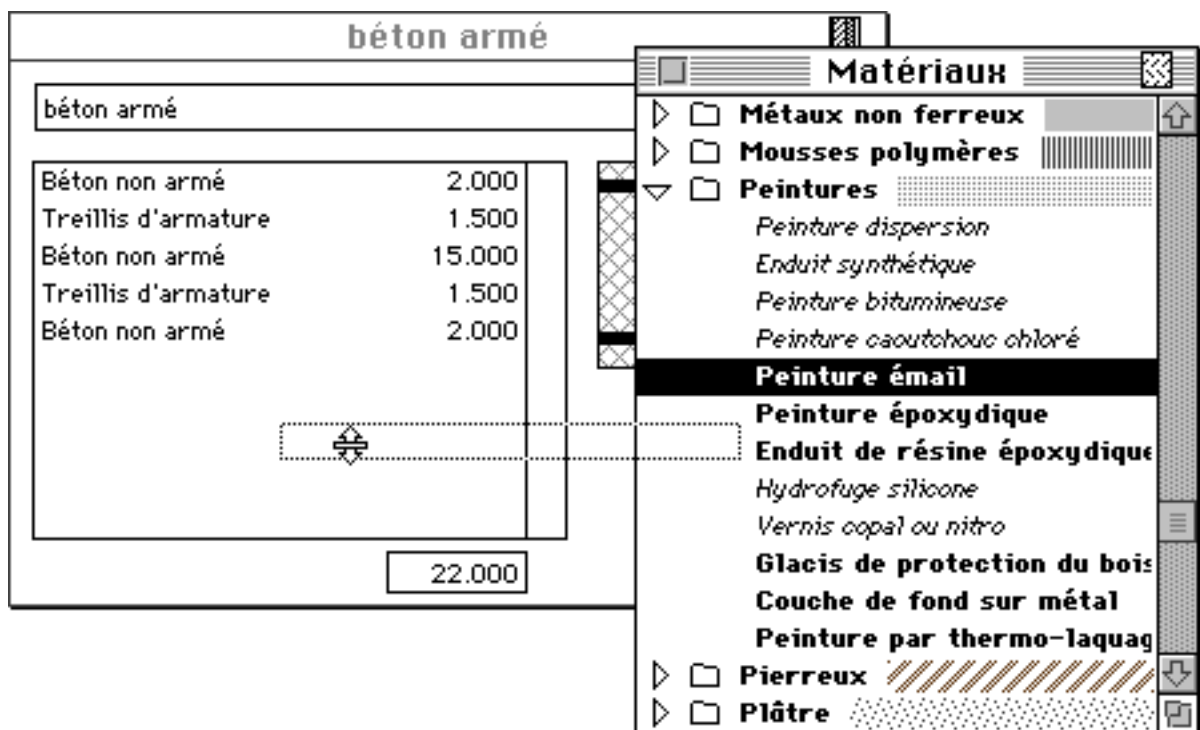 béton armé
béton armé
Béton non armé 2.000
Treillis d'armature 1.500
Béton non armé 15.000
Treillis d'armature 1.500
Béton non armé 2.000
22.000
Matériaux
Métaux non ferreux
Mousses polymères
Peintures
Peinture dispersion
Enduit synthétique
Peinture bitumineuse
Peinture caoutchouc chloré
Peinture émail
Peinture époxydique
Enduit de résine époxydique
Hydrofuge silicone
Vernis copal ou nitro
Glacis de protection du bois
Couche de fond sur métal
Peinture par thermo-laquag
Pierreux
Plâtre